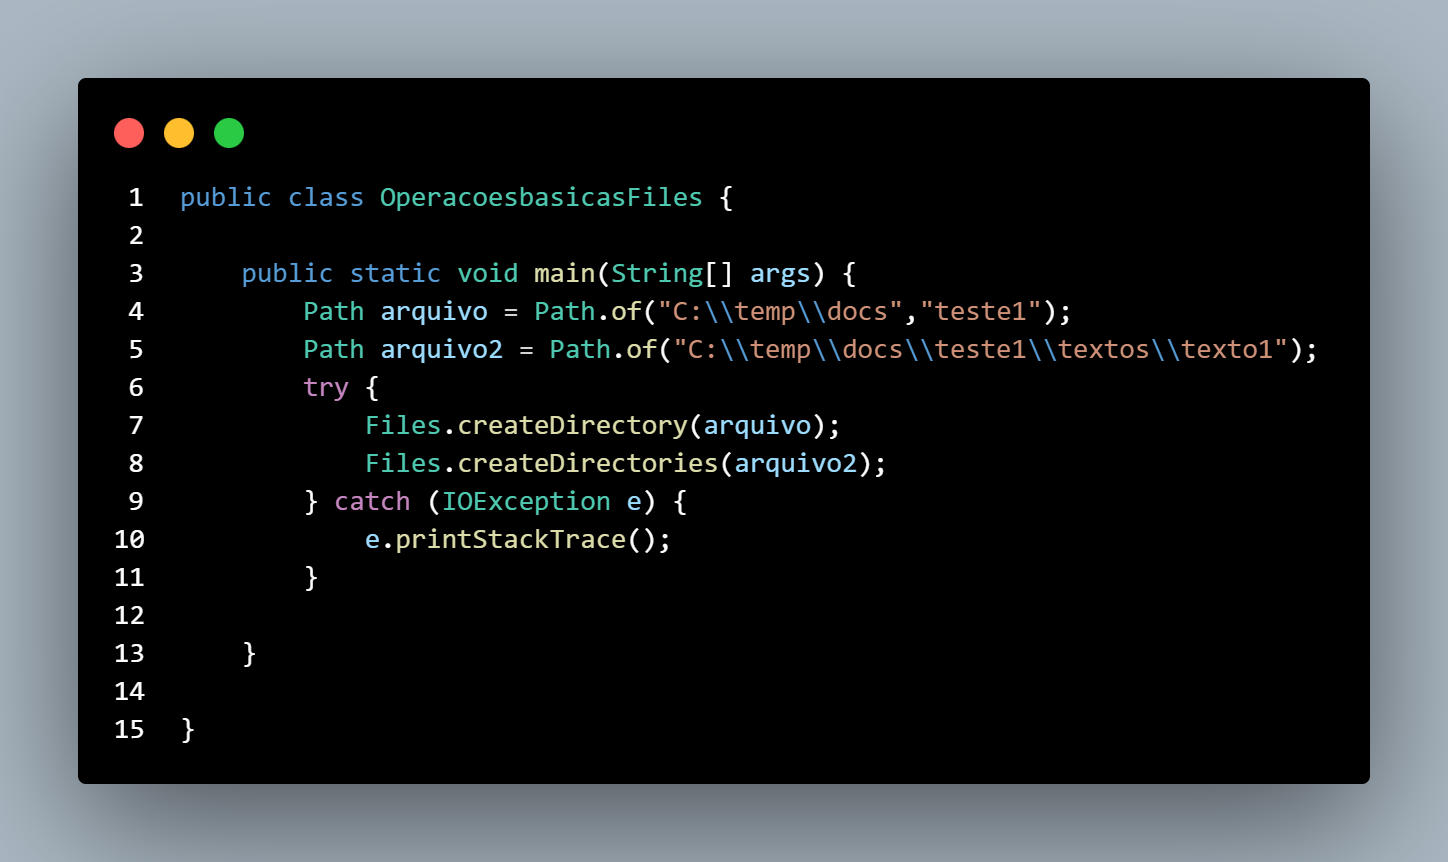 1 public class OperacoesbasicasFiles {
2
3     public static void main(String[] args) {
4         Path arquivo = Path.of("C:\\temp\\docs","teste1");
5         Path arquivo2 = Path.of("C:\\temp\\docs\\teste1\\textos\\texto1");
6         try {
7             Files.createDirectory(arquivo);
8             Files.createDirectories(arquivo2);
9         } catch (IOException e) {
10             e.printStackTrace();
11         }
12
13     }
14
15 }